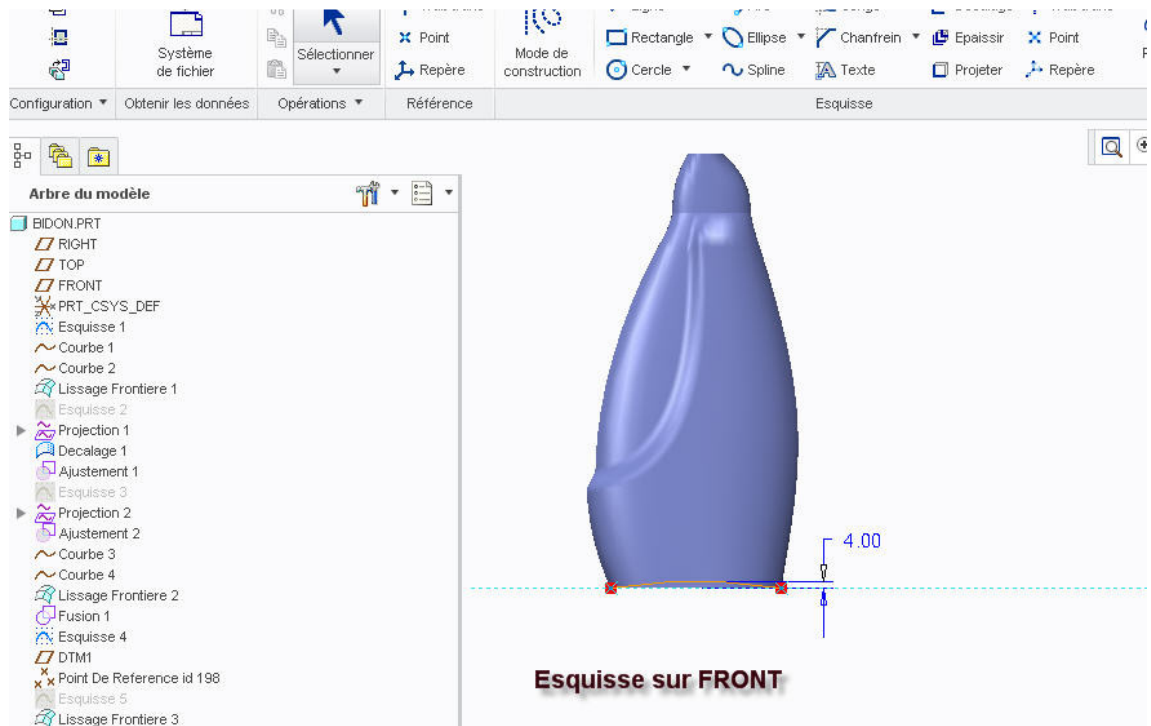 Système de fichier
Sélectionner
Point
Repère
Mode de construction
Rectangle
Ellipse
Chanfrein
Epaissir
Point
Cercle
Spline
Texte
Projeter
Repère
Configuration
Obtenir les données
Opérations
Référence
Esquisse
Arbre du modèle
BIDON.PRT
RIGHT
TOP
FRONT
PRT_CSYS_DEF
Esquisse 1
Courbe 1
Courbe 2
Lissage Frontiere 1
Esquisse 2
Projection 1
Decalage 1
Ajustement 1
Esquisse 3
Projection 2
Ajustement 2
Courbe 3
Courbe 4
Lissage Frontiere 2
Fusion 1
Esquisse 4
DTM1
Point De Reference id 198
Esquisse 5
Lissage Frontiere 3
4.00
Esquisse sur FRONT